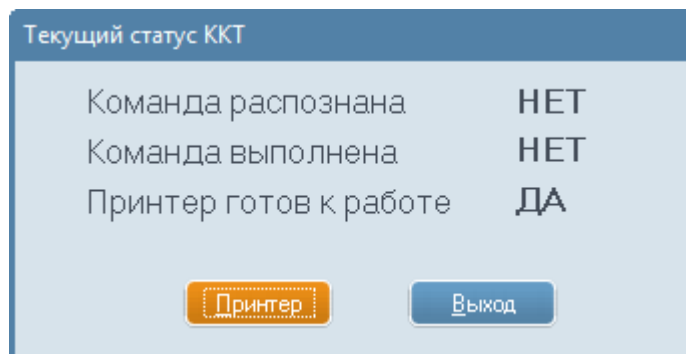 Текущий статус ККТ
Команда распознана НЕТ
Команда выполнена НЕТ
Принтер готов к работе ДА
Принтер Выход